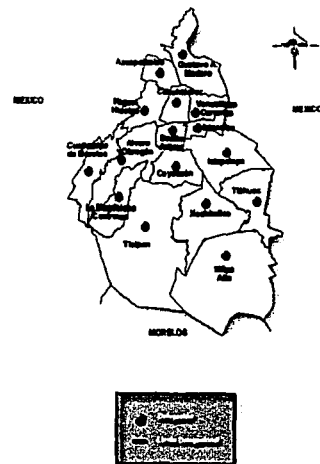 Azcapotzalco
Gustavo A.
Madero
MEXICO
MEXICO
Miguel
Hidalgo
Venustiano
Carranza
Cuajimalpa
de Morelos
Alvaro
Obregón
Benito
Juárez
Iztapalapa
Coyoacán
La Magdalena
Contreras
Tláhuac
Xochimilco
Tlalpan
Milpa
Alta
MORELOS